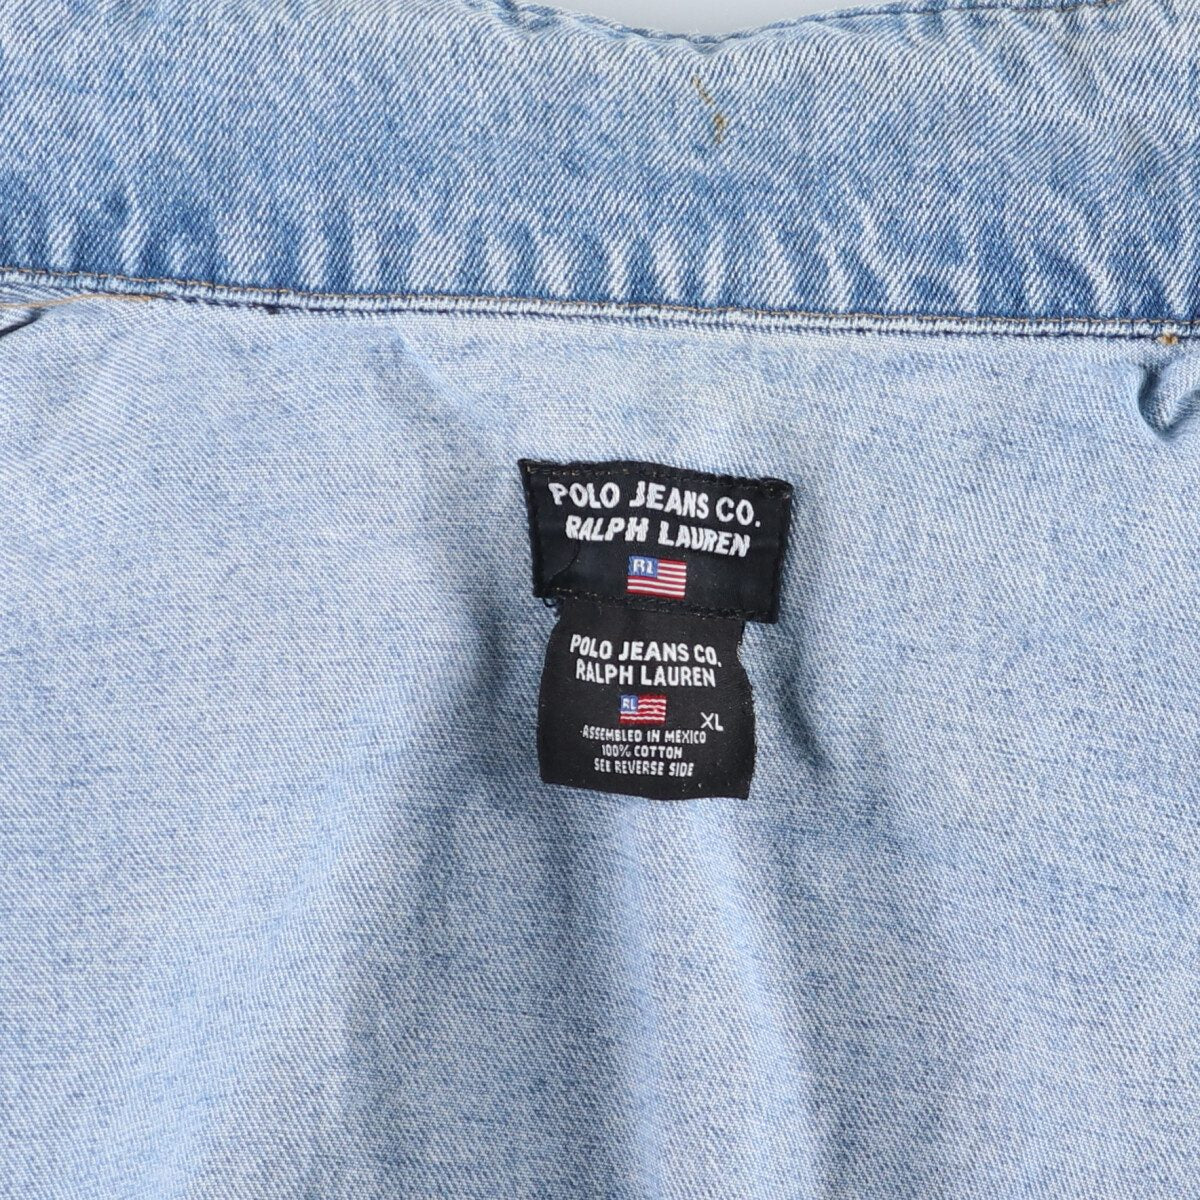 POLO JEANS CO.
RALPH LAUREN
RL
POLO JEANS CO.
RALPH LAUREN
RL
XL
ASSEMBLED IN MEXICO
100% COTTON
SEE REVERSE SIDE